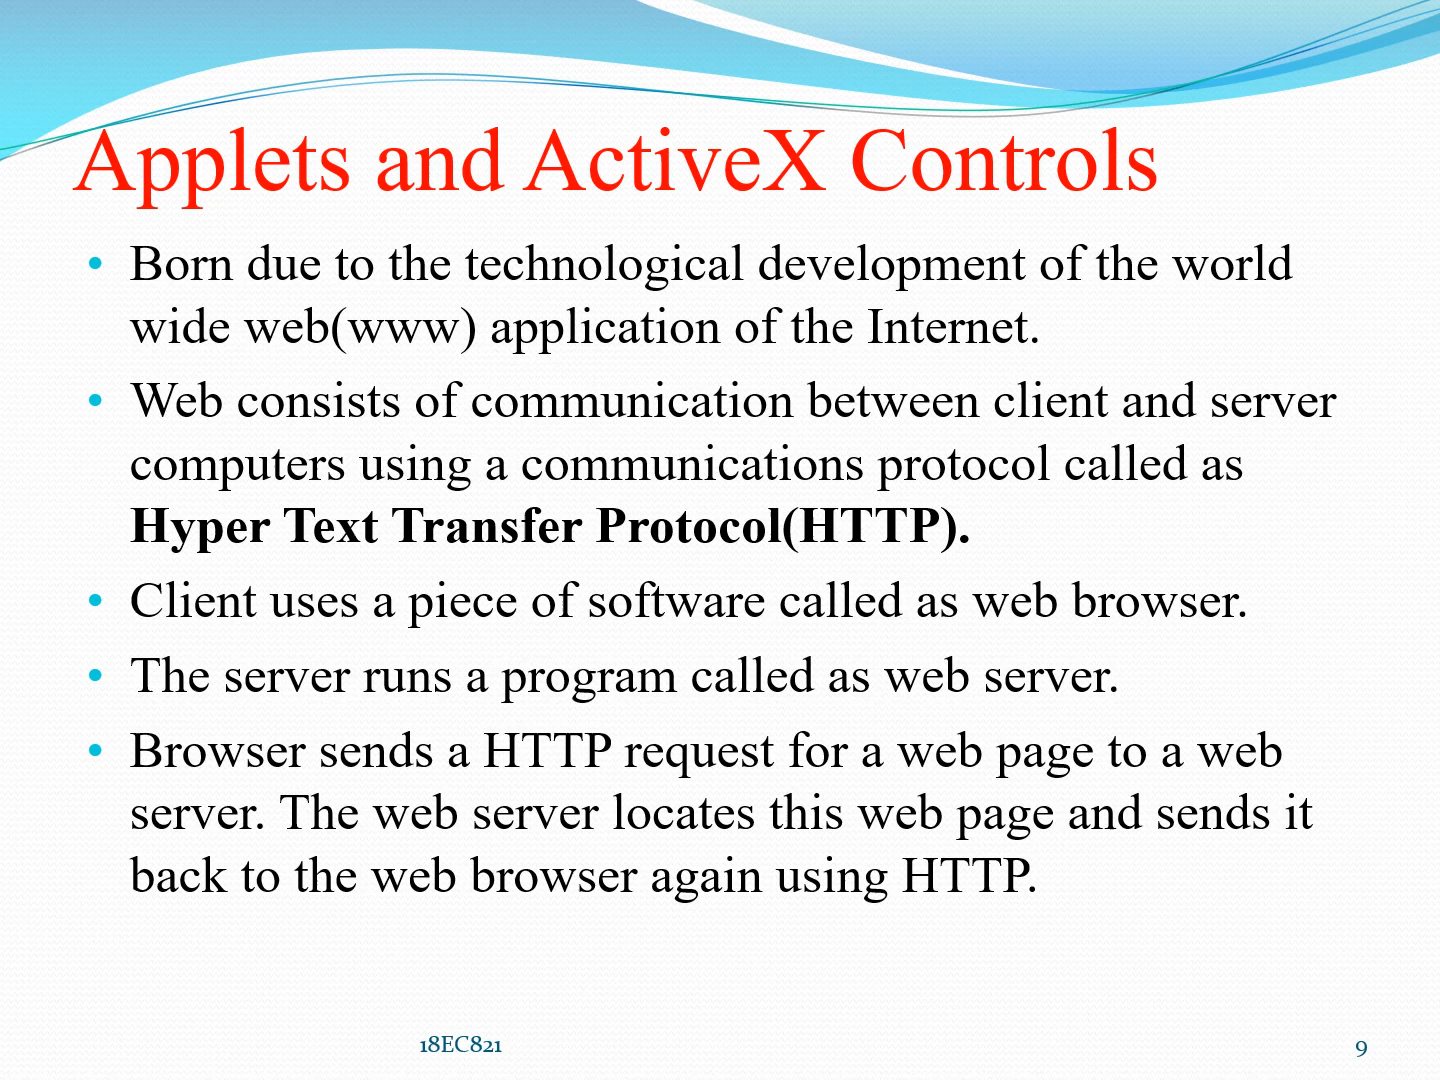 Applets and ActiveX Controls
• Born due to the technological development of the world
wide web(www) application of the Internet.
• Web consists of communication between client and server
computers using a communications protocol called as
Hyper Text Transfer Protocol(HTTP).
• Client uses a piece of software called as web browser.
• The server runs a program called as web server.
• Browser sends a HTTP request for a web page to a web
server. The web server locates this web page and sends it
back to the web browser again using HTTP.
18EC821
9